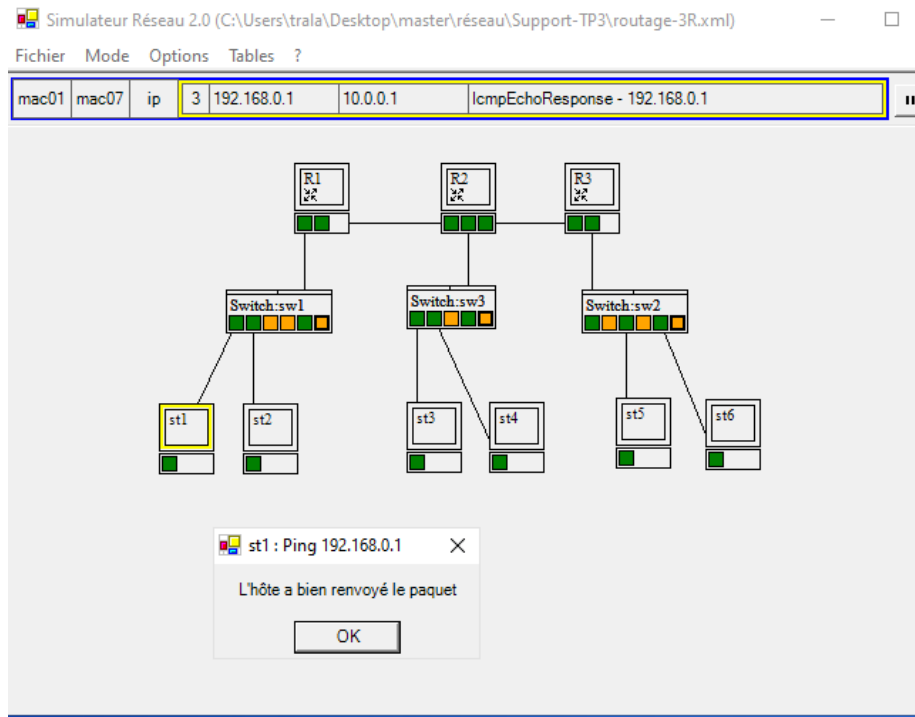 Simulateur Réseau 2.0 (C:\Users\trala\Desktop\master\réseau\Support-TP3\routage-3R.xml)
Fichier Mode Options Tables ?
mac01 mac07 ip 3 192.168.0.1 10.0.0.1 IcmpEchoResponse - 192.168.0.1
R1 R2 R3
Switch:sw1 Switch:sw3 Switch:sw2
st1 st2 st3 st4 st5 st6
st1 : Ping 192.168.0.1
L'hôte a bien renvoyé le paquet
OK